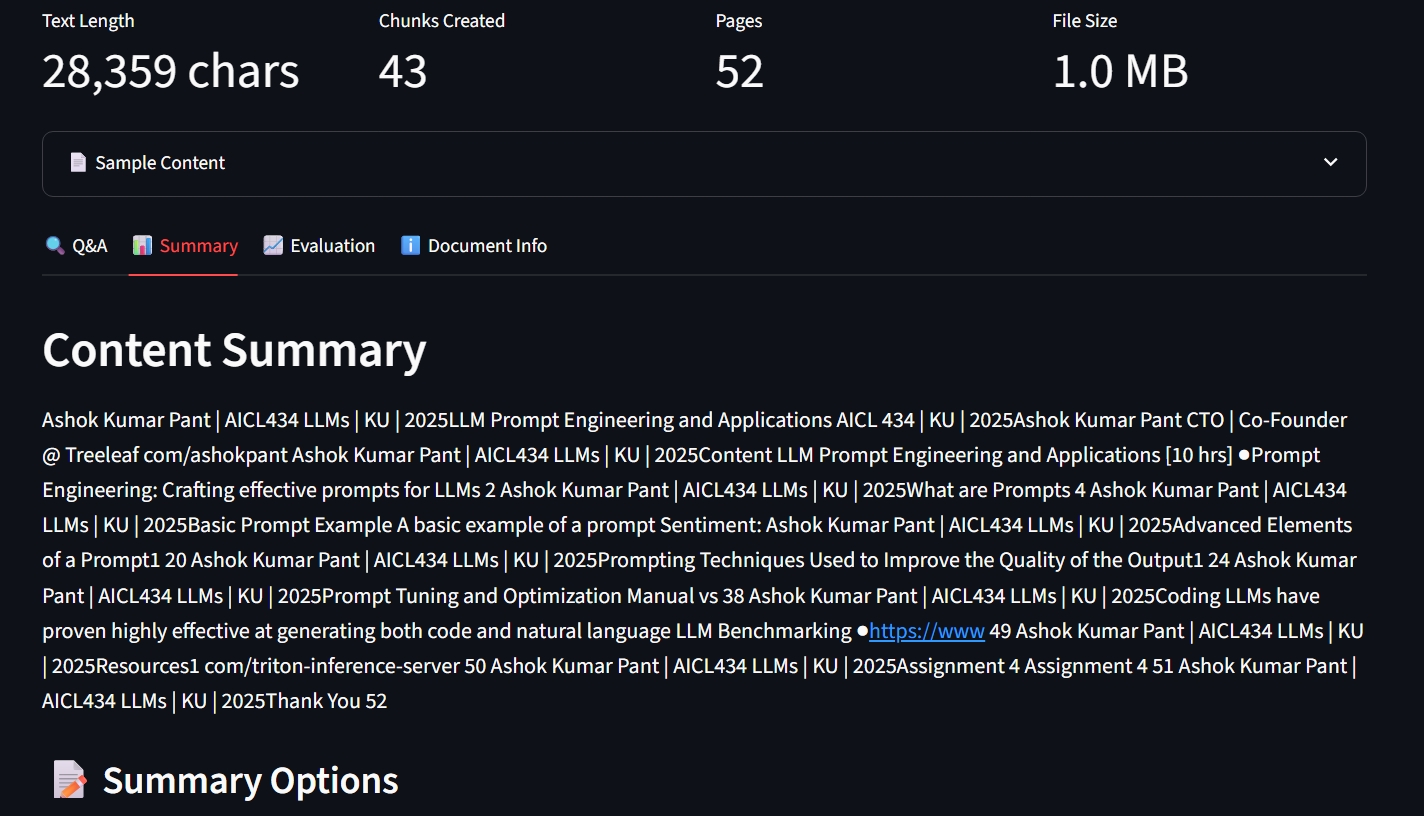 Text Length
Chunks Created
Pages
File Size
28,359 chars
43
52
1.0 MB
Sample Content
Q&A
Summary
Evaluation
Document Info
Content Summary
Ashok Kumar Pant | AICL434 LLMs | KU | 2025LLM Prompt Engineering and Applications AICL 434 | KU | 2025Ashok Kumar Pant CTO | Co-Founder
@ Treeleaf com/ashokpant Ashok Kumar Pant | AICL434 LLMs | KU | 2025Content LLM Prompt Engineering and Applications [10 hrs] ●Prompt
Engineering: Crafting effective prompts for LLMs 2 Ashok Kumar Pant | AICL434 LLMs | KU | 2025What are Prompts 4 Ashok Kumar Pant | AICL434
LLMs | KU | 2025Basic Prompt Example A basic example of a prompt Sentiment: Ashok Kumar Pant | AICL434 LLMs | KU | 2025Advanced Elements
of a Prompt1 20 Ashok Kumar Pant | AICL434 LLMs | KU | 2025Prompting Techniques Used to Improve the Quality of the Output1 24 Ashok Kumar
Pant | AICL434 LLMs | KU | 2025Prompt Tuning and Optimization Manual vs 38 Ashok Kumar Pant | AICL434 LLMs | KU | 2025Coding LLMs have
proven highly effective at generating both code and natural language LLM Benchmarking ●https://www 49 Ashok Kumar Pant | AICL434 LLMs | KU
| 2025Resources1 com/triton-inference-server 50 Ashok Kumar Pant | AICL434 LLMs | KU | 2025Assignment 4 Assignment 4 51 Ashok Kumar Pant |
AICL434 LLMs | KU | 2025Thank You 52
Summary Options